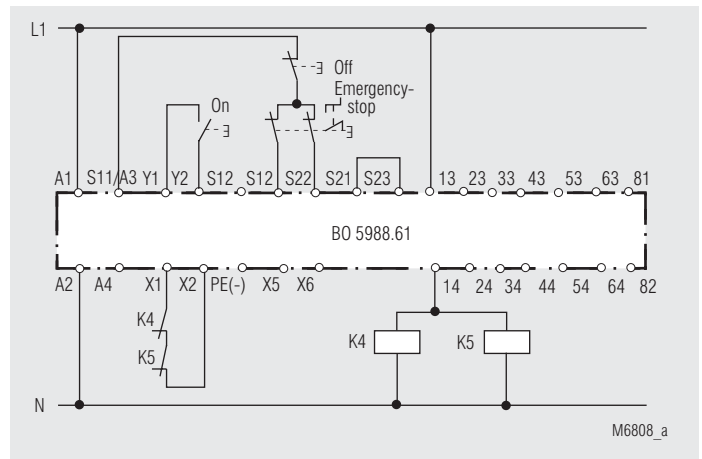 L1
Off
Emergency-
stop
On
A1 S11/A3 Y1 Y2 S12 S12 S22 S21 S23 13 23 33 43 53 63 81
BO 5988.61
A2 A4 X1 X2 PE(-) X5 X6 14 24 34 44 54 64 82
K4
K5
K4
K5
N
M6808_a